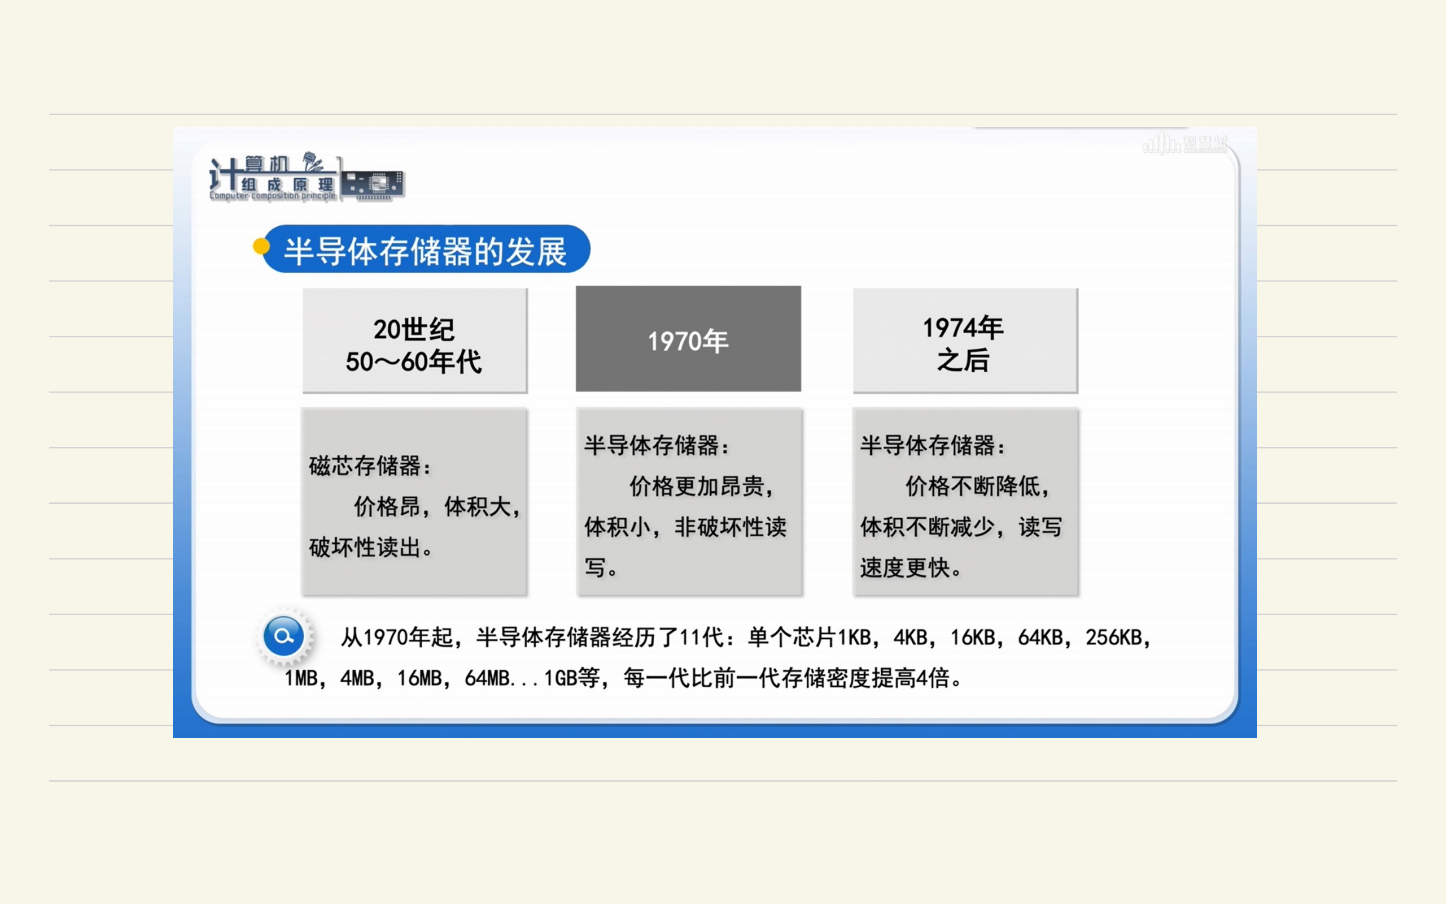 智慧树
计算机
组成原理
Computer composition principle
半导体存储器的发展
20世纪
50～60年代
1970年
1974年
之后
磁芯存储器：
价格昂，体积大，
破坏性读出。
半导体存储器：
价格更加昂贵，
体积小，非破坏性读
写。
半导体存储器：
价格不断降低，
体积不断减少，读写
速度更快。
从1970年起，半导体存储器经历了11代：单个芯片1KB，4KB，16KB，64KB，256KB，
1MB，4MB，16MB，64MB...1GB等，每一代比前一代存储密度提高4倍。